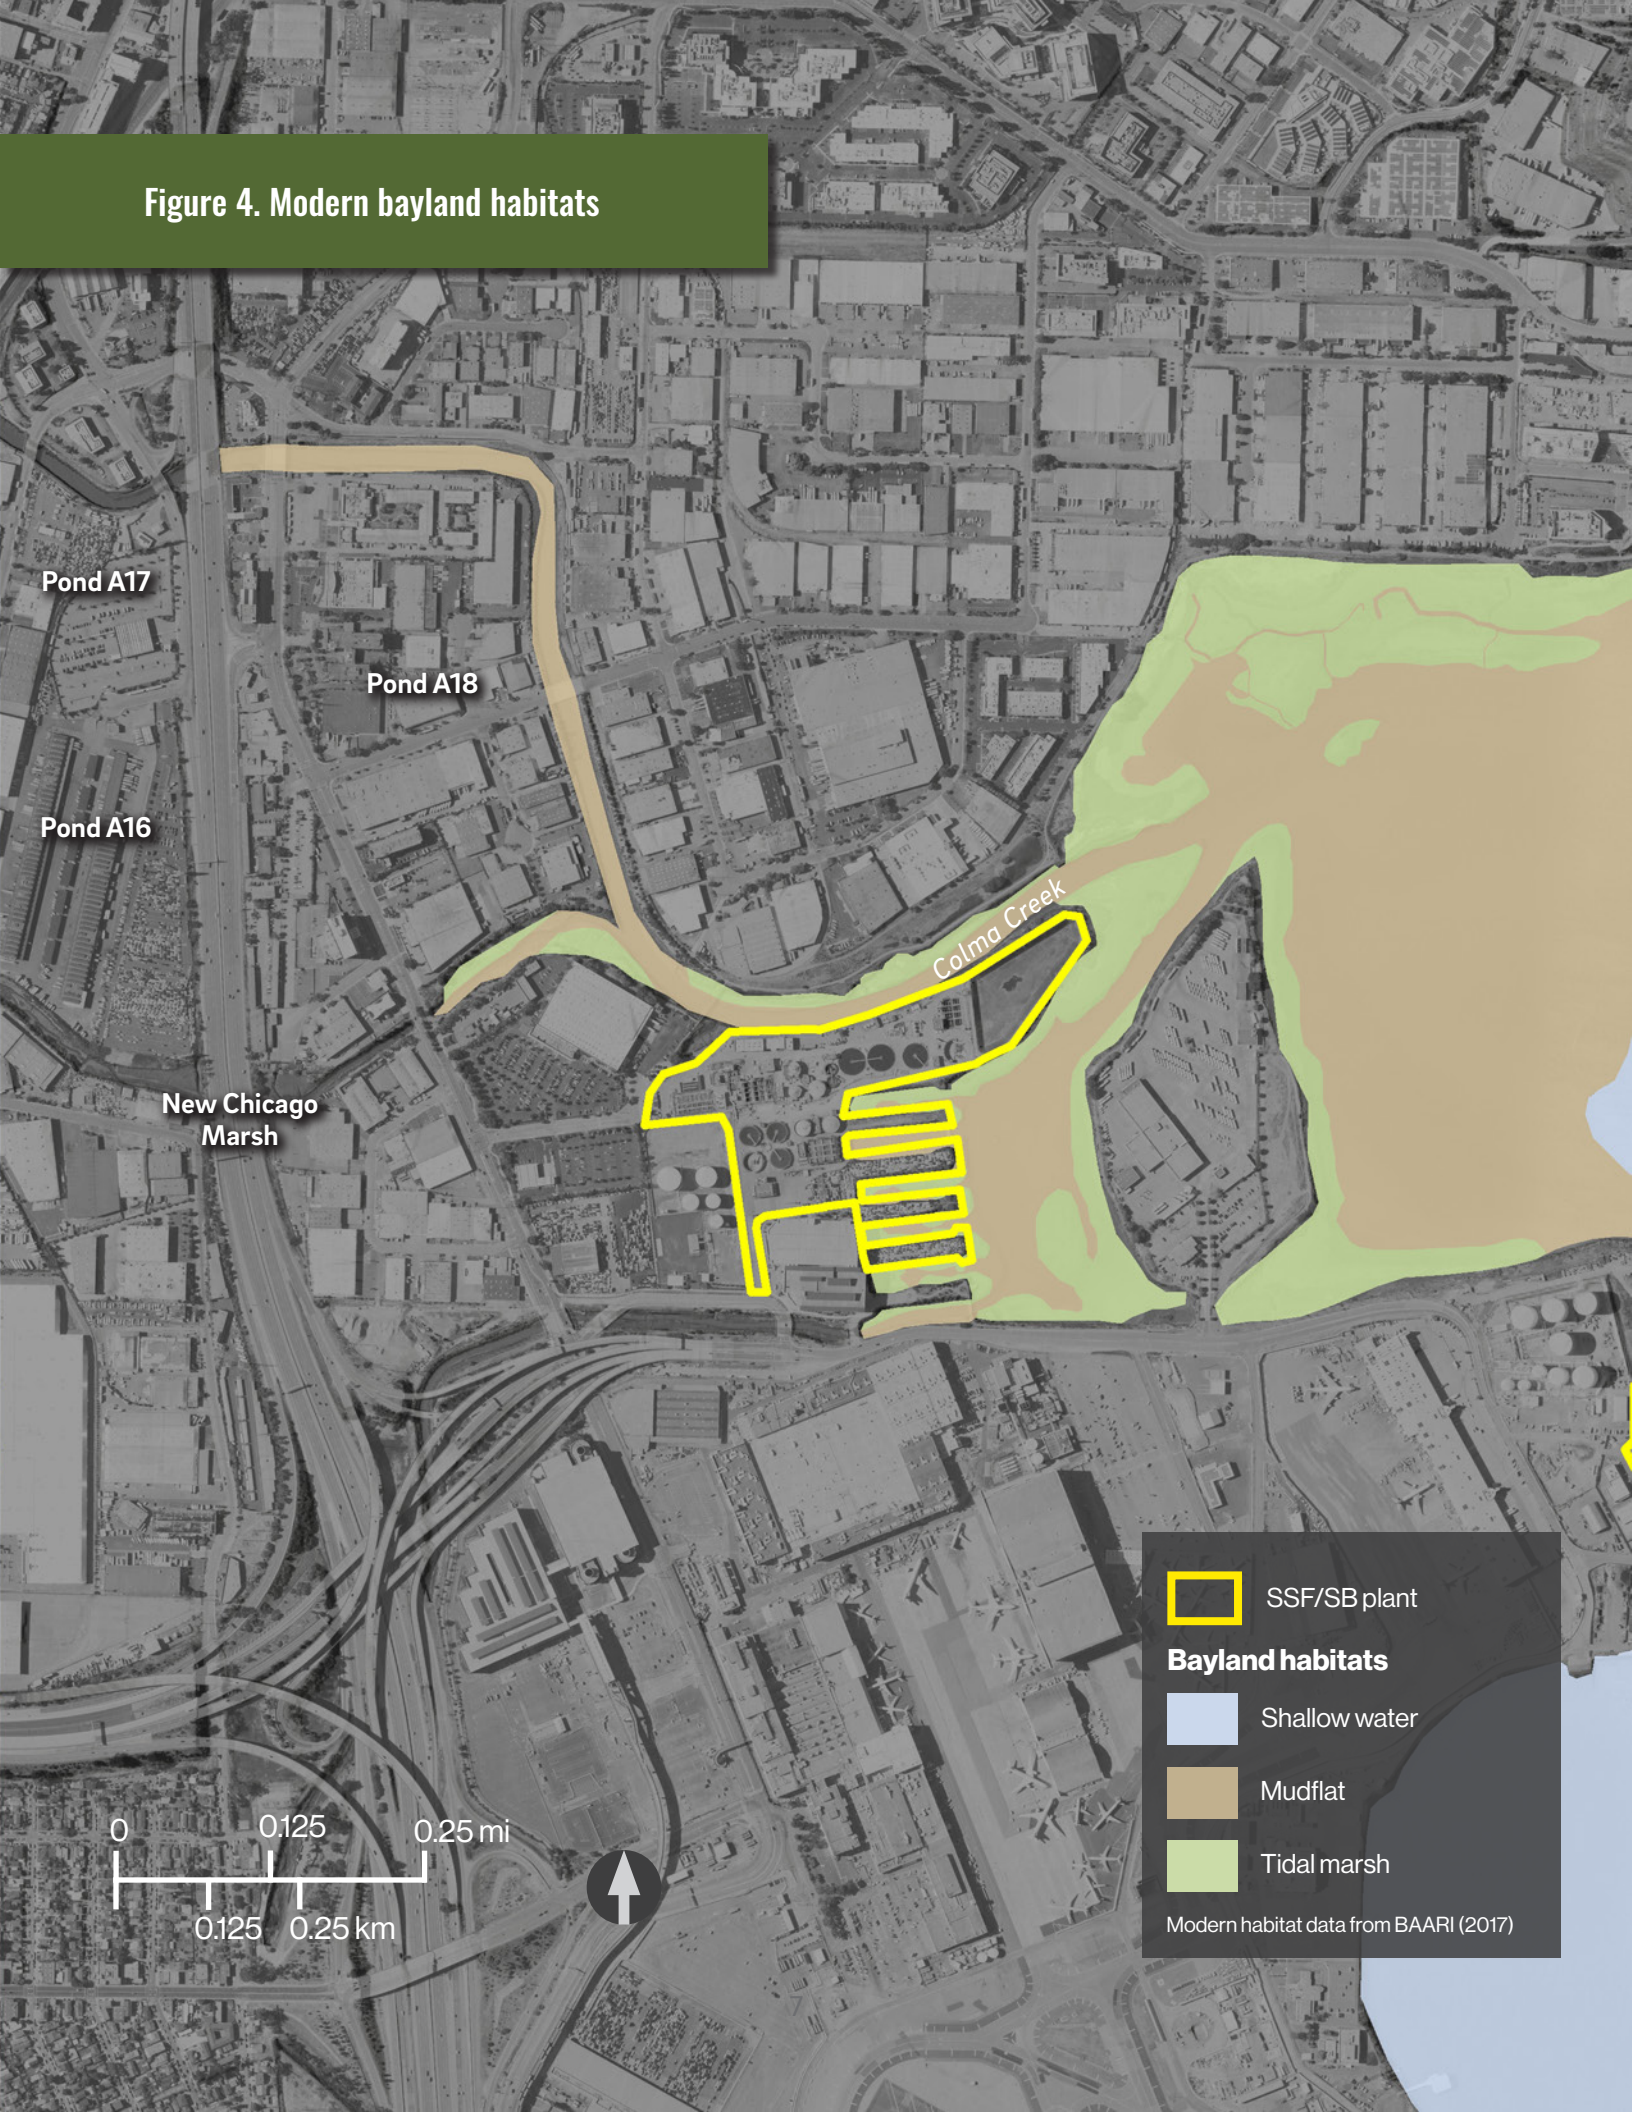 Figure 4. Modern bayland habitats
Pond A17
Pond A18
Pond A16
Colma Creek
New Chicago
Marsh
SSF/SB plant
Bayland habitats
Shallow water
Mudflat
Tidal marsh
Modern habitat data from BAARI (2017)
0 0.125 0.25 mi
0.125 0.25 km